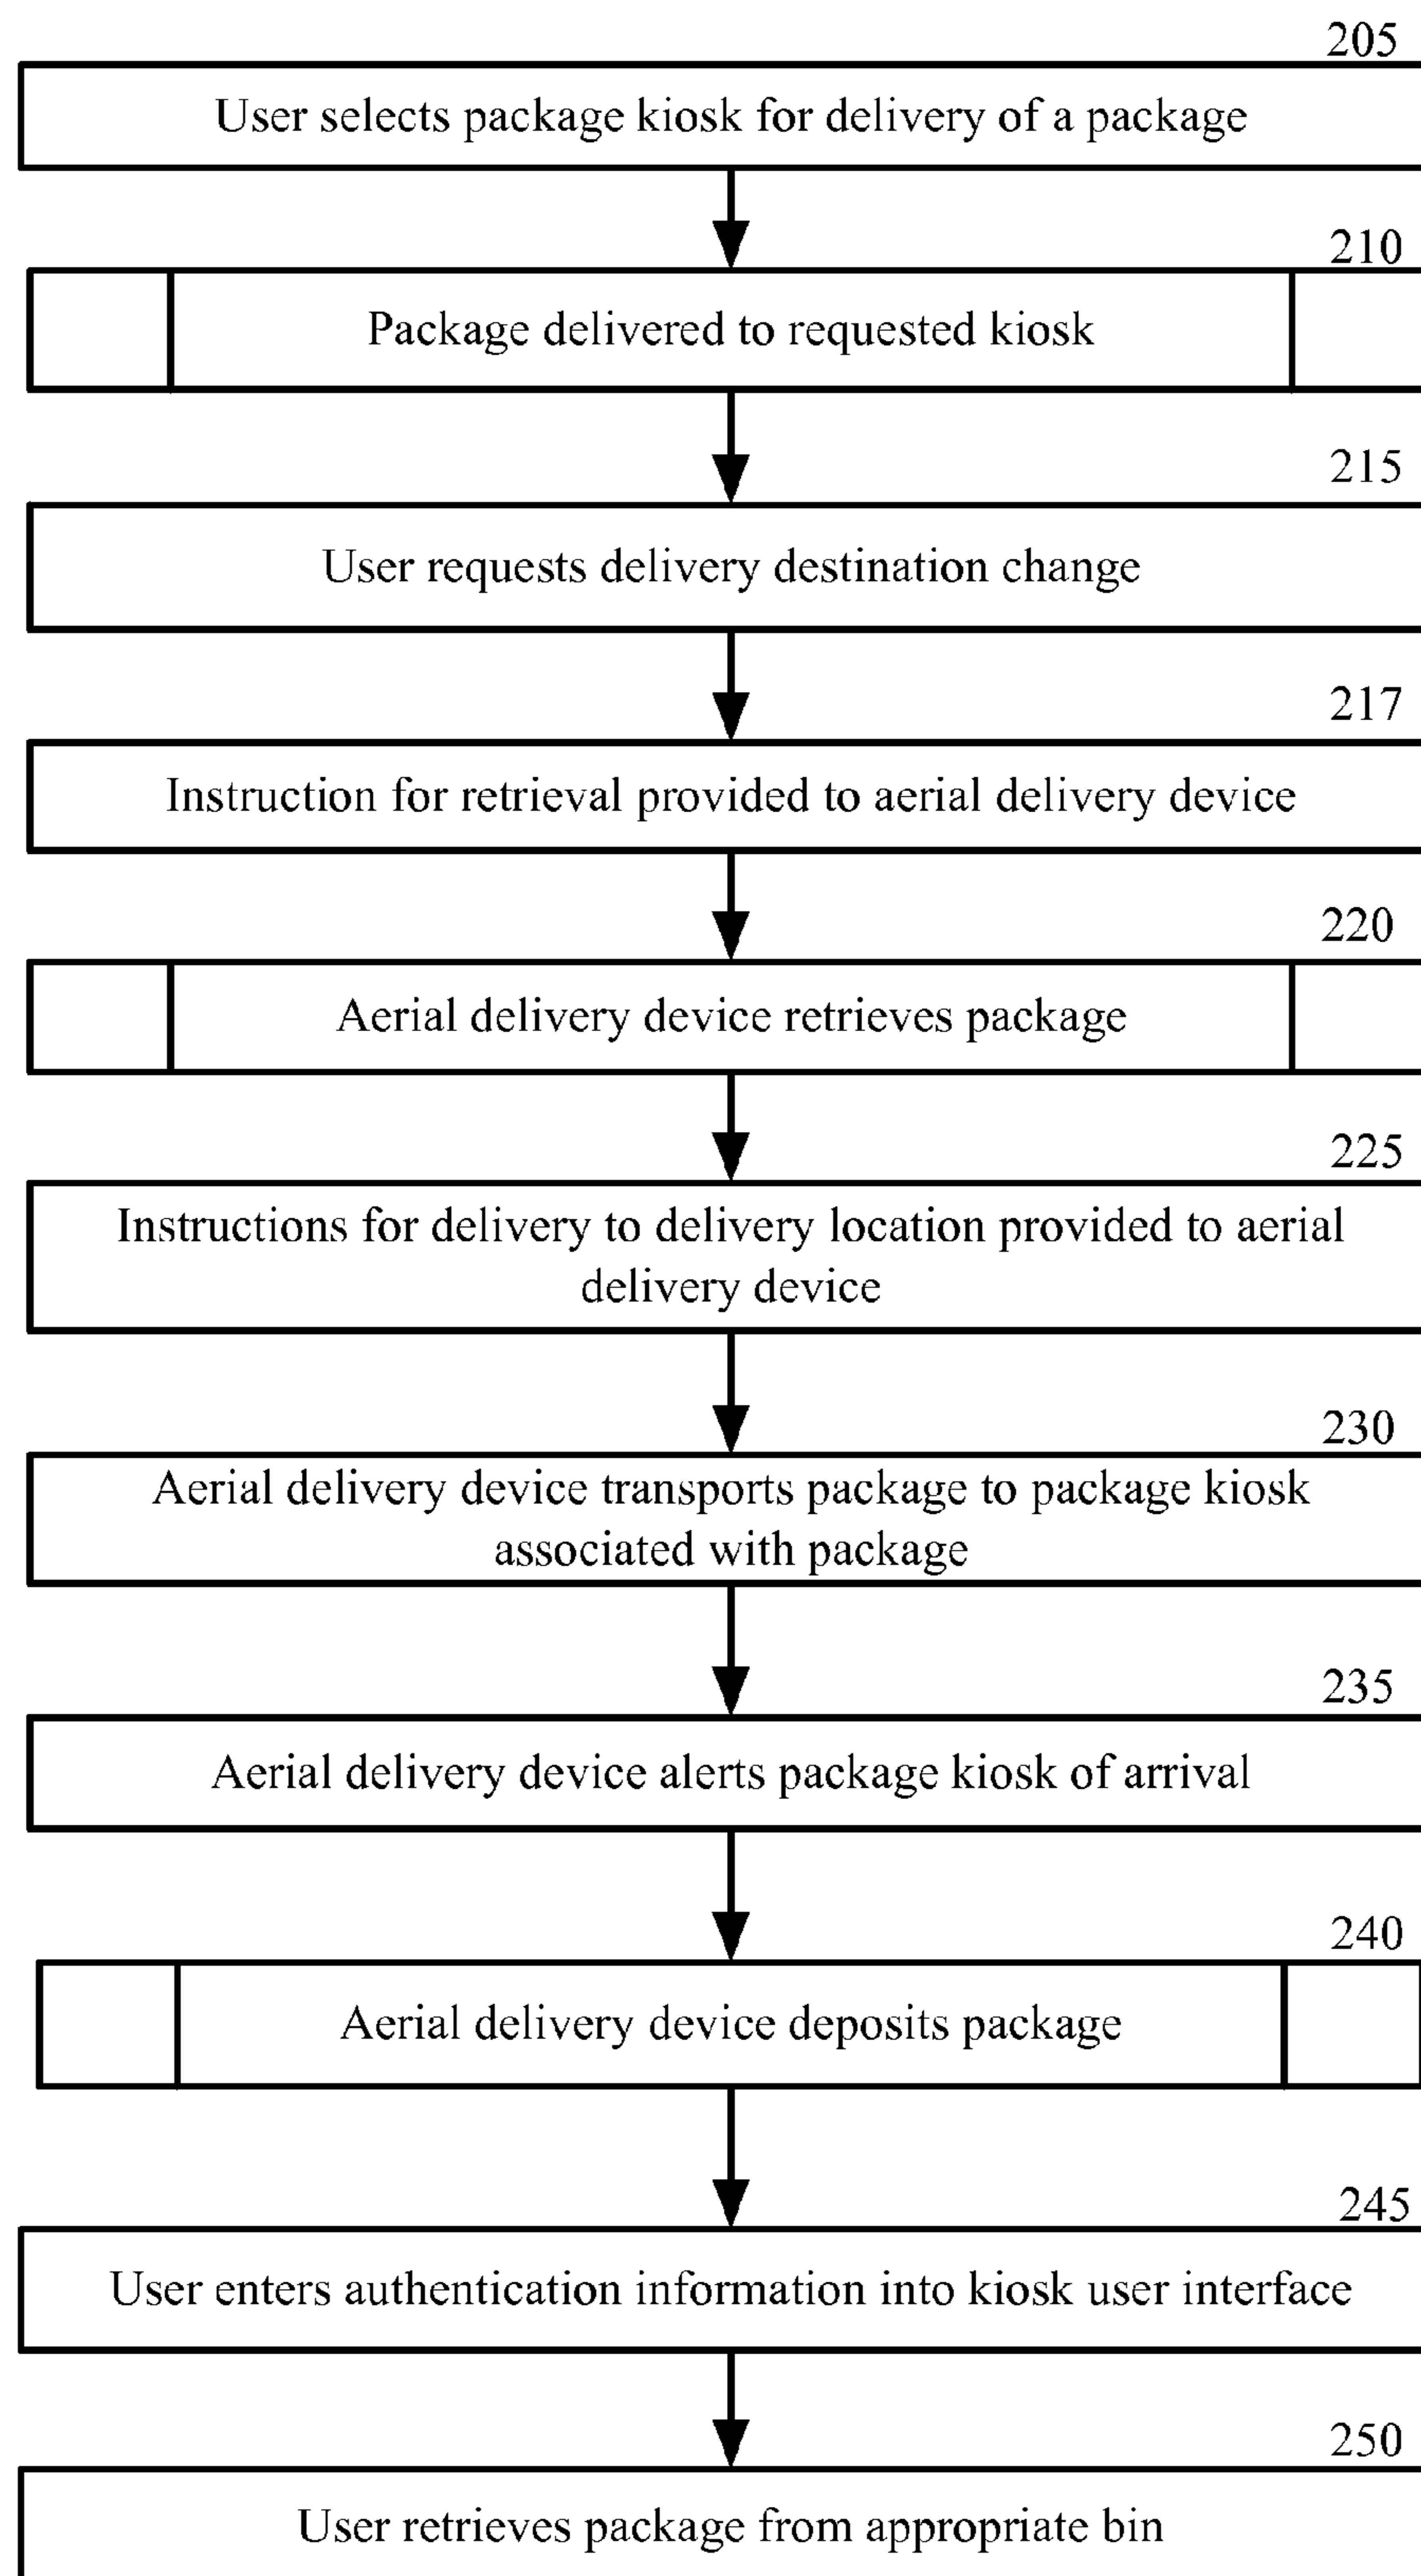 205
User selects package kiosk for delivery of a package
210
Package delivered to requested kiosk
215
User requests delivery destination change
217
Instruction for retrieval provided to aerial delivery device
220
Aerial delivery device retrieves package
225
Instructions for delivery to delivery location provided to aerial
delivery device
230
Aerial delivery device transports package to package kiosk
associated with package
235
Aerial delivery device alerts package kiosk of arrival
240
Aerial delivery device deposits package
245
User enters authentication information into kiosk user interface
250
User retrieves package from appropriate bin